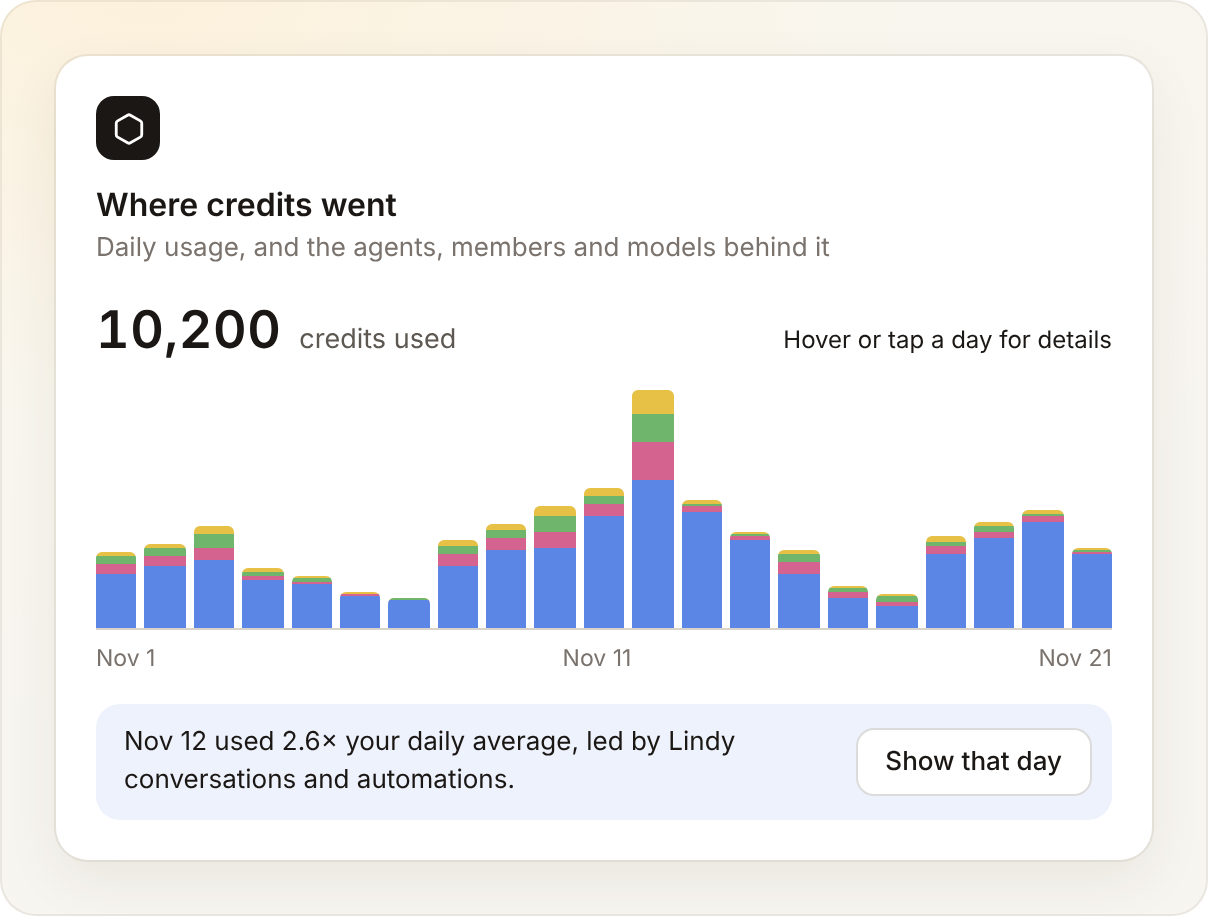 Where credits went
Daily usage, and the agents, members and models behind it
10,200 credits used
Hover or tap a day for details
Nov 1
Nov 11
Nov 21
Nov 12 used 2.6× your daily average, led by Lindy
conversations and automations.
Show that day